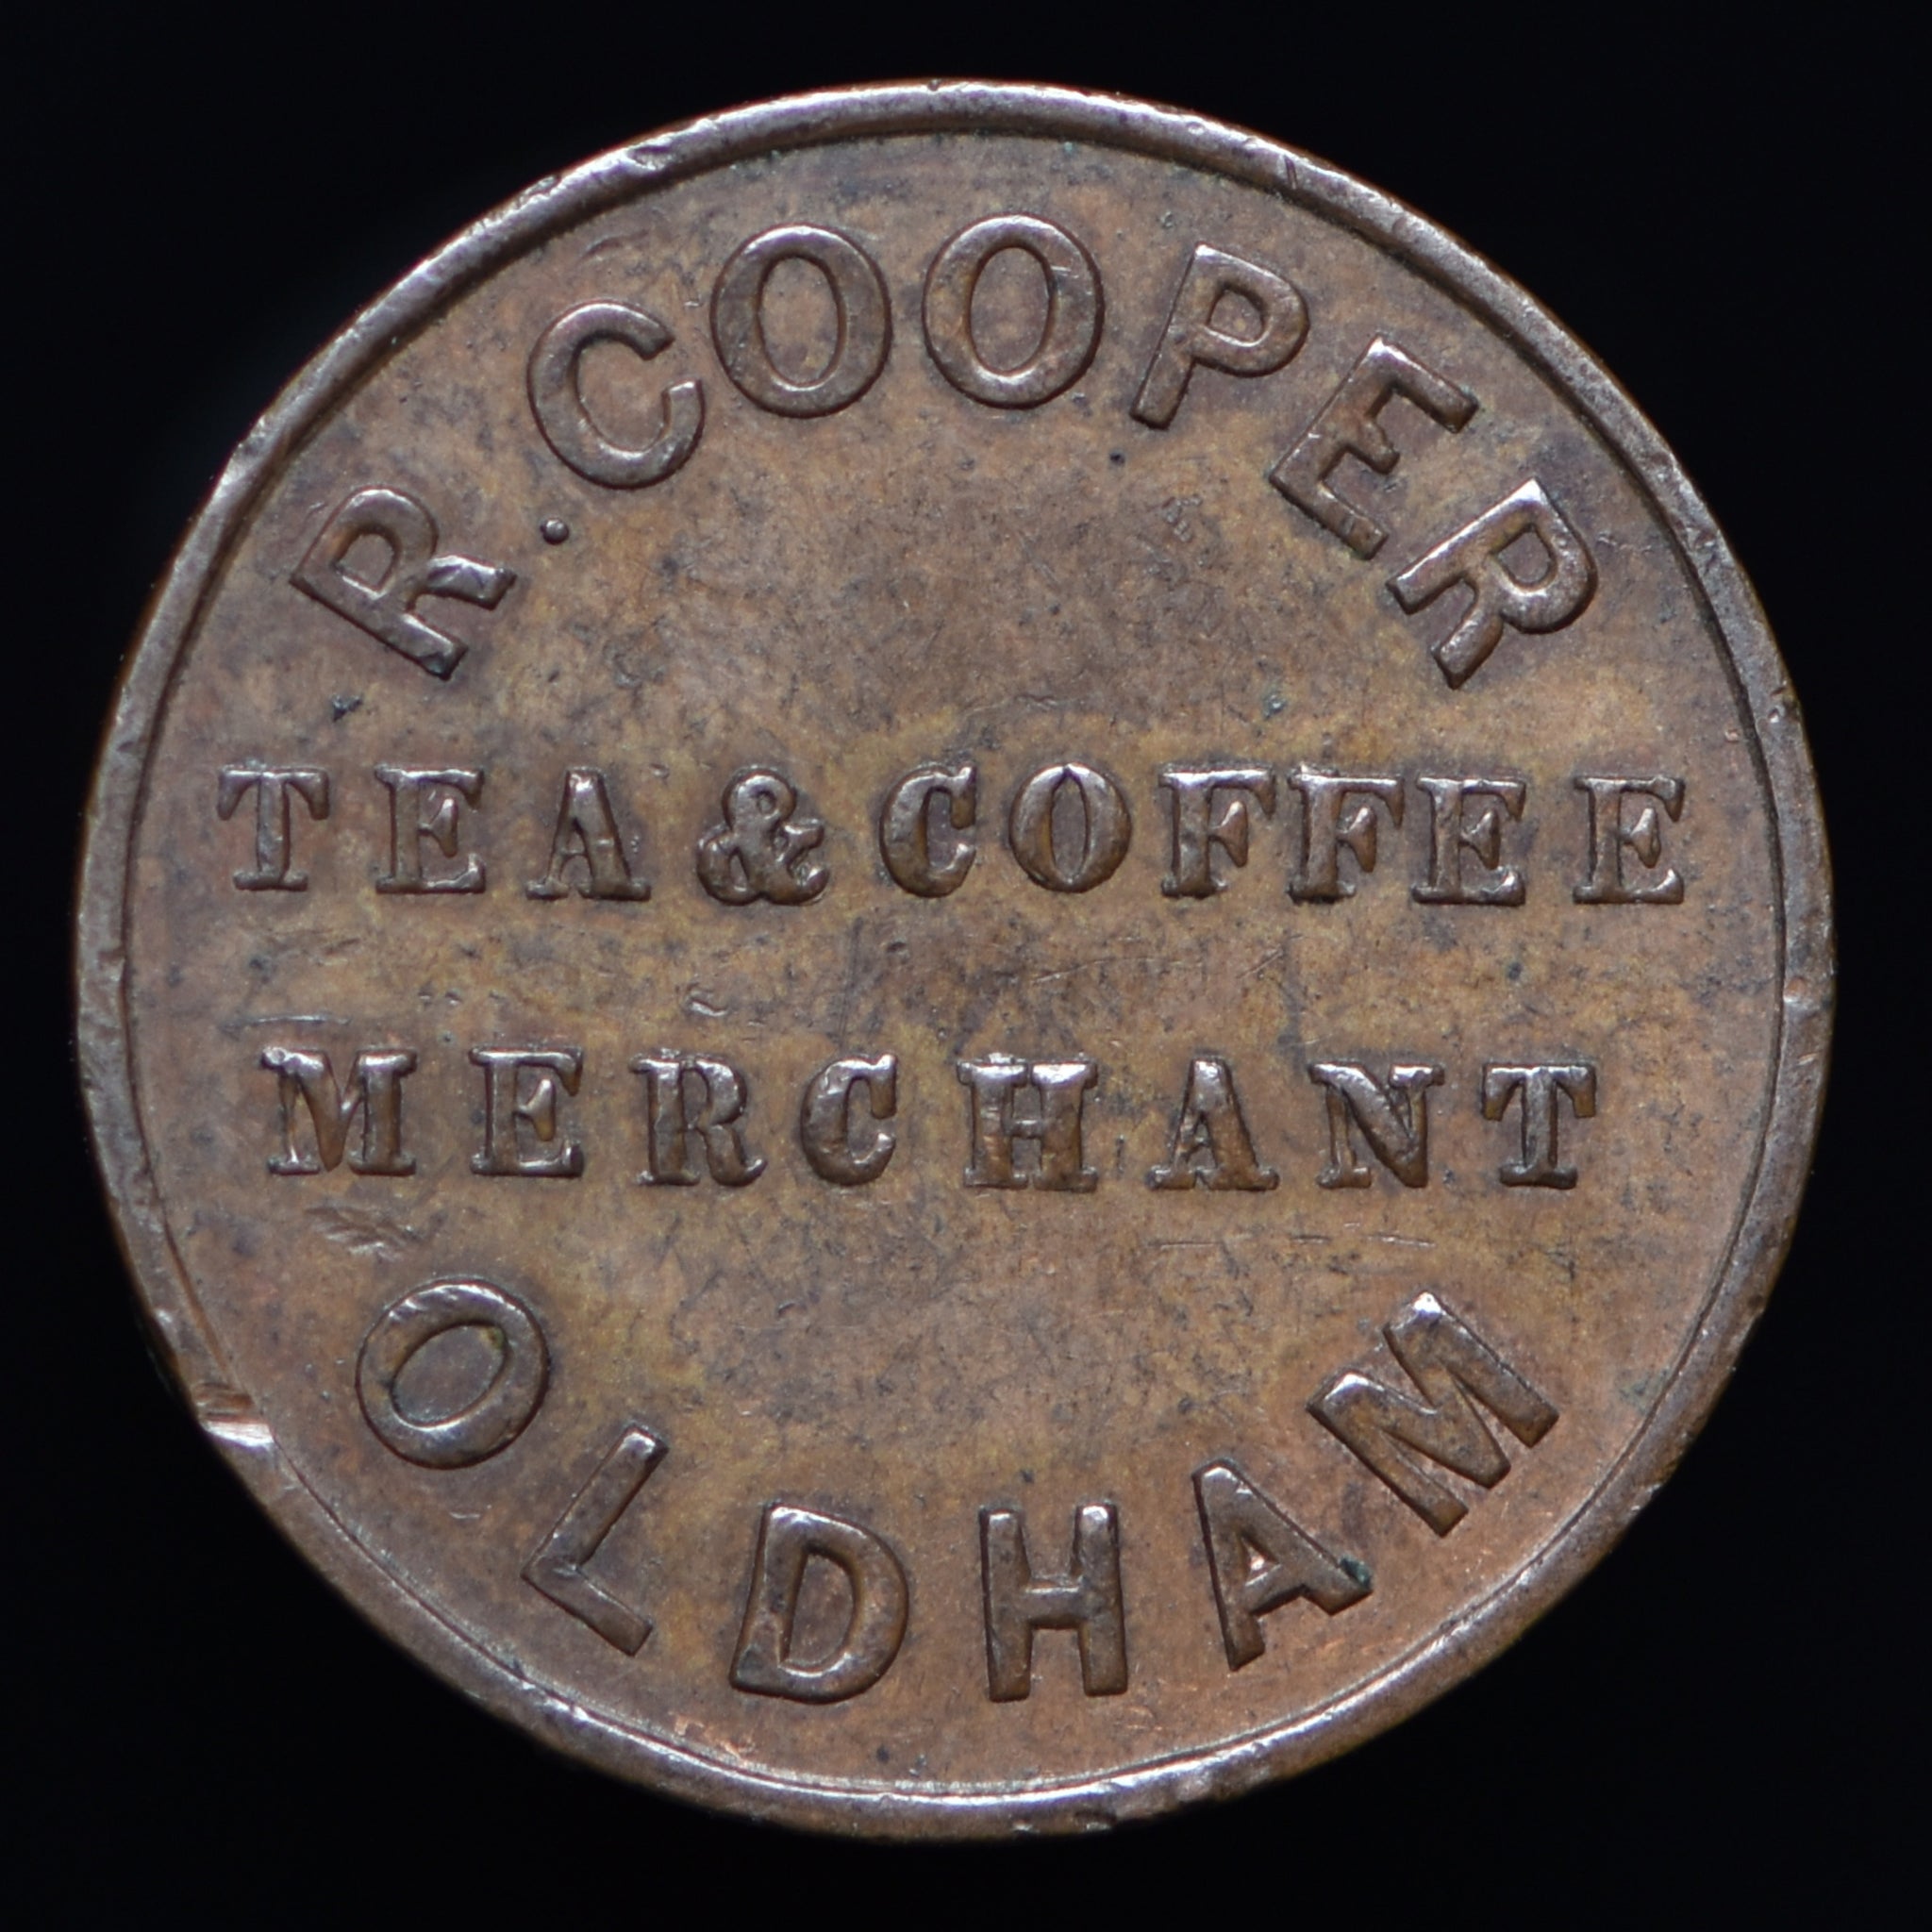 R. COOPER
TEA & COFFEE
MERCHANT
OLDHAM